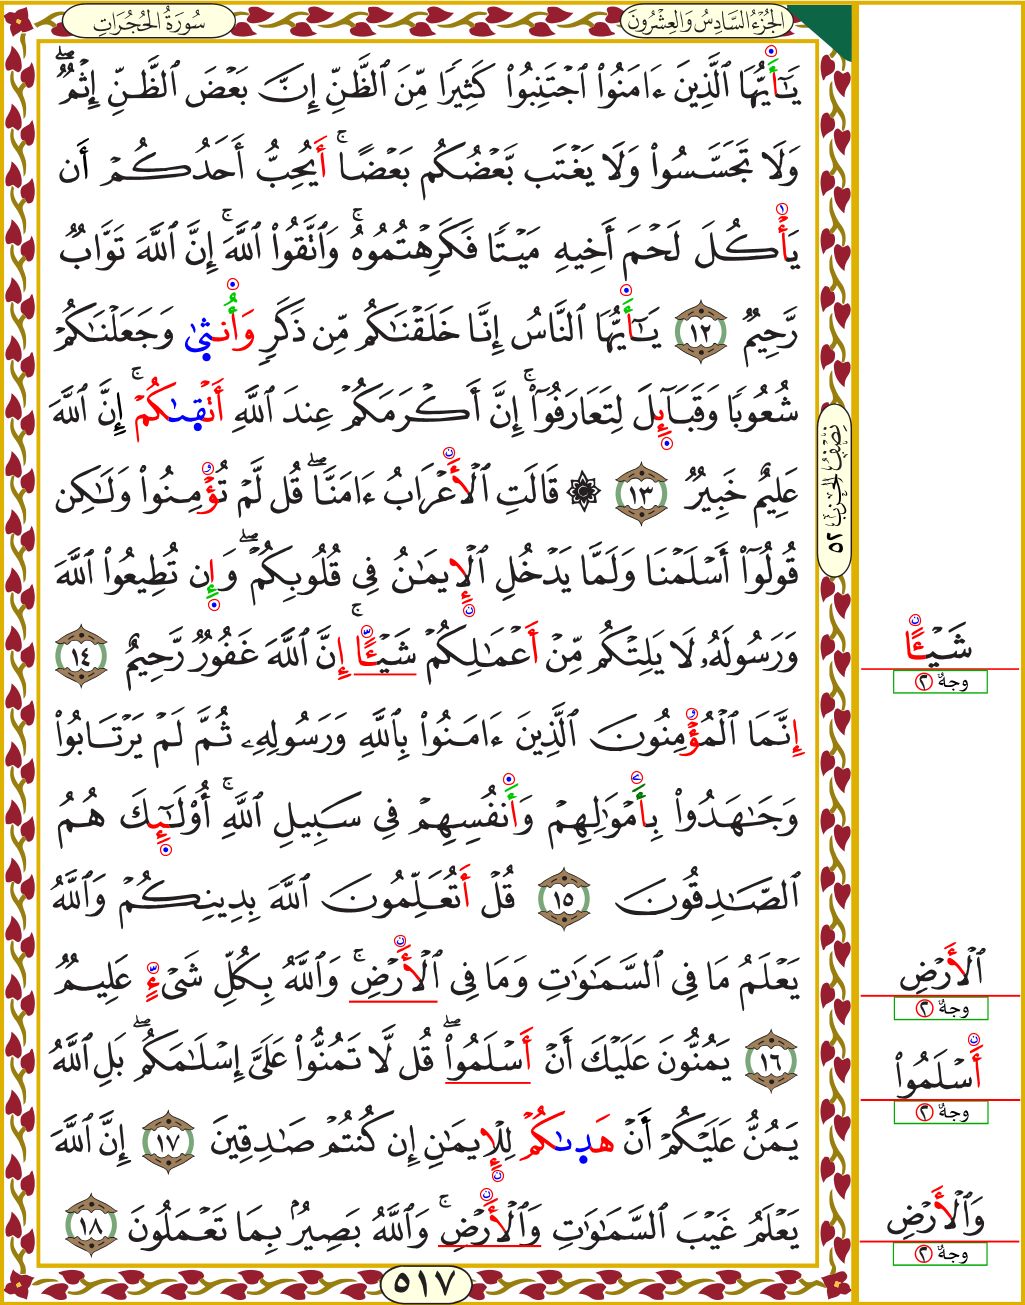 سُورَةُ الحُجُرَاتِ
الجُزْءُ السَّادِسُ وَالعِشْرُونَ
يَٰٓأَيُّهَا ٱلَّذِينَ ءَامَنُوا۟ ٱجْتَنِبُوا۟ كَثِيرًا مِّنَ ٱلظَّنِّ إِنَّ بَعْضَ ٱلظَّنِّ إِثْمٌ ۖ
وَلَا تَجَسَّسُوا۟ وَلَا يَغْتَب بَّعْضُكُم بَعْضًا ۚ أَيُحِبُّ أَحَدُكُمْ أَن
يَأْكُلَ لَحْمَ أَخِيهِ مَيْتًا فَكَرِهْتُمُوهُ ۚ وَٱتَّقُوا۟ ٱللَّهَ ۚ إِنَّ ٱللَّهَ تَوَّابٌ
رَّحِيمٌ ١٢ يَٰٓأَيُّهَا ٱلنَّاسُ إِنَّا خَلَقْنَٰكُم مِّن ذَكَرٍ وَأُنثَىٰ وَجَعَلْنَٰكُمْ
شُعُوبًا وَقَبَآئِلَ لِتَعَارَفُوٓا۟ ۚ إِنَّ أَكْرَمَكُمْ عِندَ ٱللَّهِ أَتْقَىٰكُمْ ۚ إِنَّ ٱللَّهَ
عَلِيمٌ خَبِيرٌ ١٣ ۞ قَالَتِ ٱلْأَعْرَابُ ءَامَنَّا ۖ قُل لَّمْ تُؤْمِنُوا۟ وَلَٰكِن
قُولُوٓا۟ أَسْلَمْنَا وَلَمَّا يَدْخُلِ ٱلْإِيمَٰنُ فِى قُلُوبِكُمْ ۖ وَإِن تُطِيعُوا۟ ٱللَّهَ
وَرَسُولَهُۥ لَا يَلِتْكُم مِّنْ أَعْمَٰلِكُمْ شَيْـًٔا ۚ إِنَّ ٱللَّهَ غَفُورٌ رَّحِيمٌ ١٤
إِنَّمَا ٱلْمُؤْمِنُونَ ٱلَّذِينَ ءَامَنُوا۟ بِٱللَّهِ وَرَسُولِهِۦ ثُمَّ لَمْ يَرْتَابُوا۟
وَجَٰهَدُوا۟ بِأَمْوَٰلِهِمْ وَأَنفُسِهِمْ فِى سَبِيلِ ٱللَّهِ ۚ أُو۟لَٰٓئِكَ هُمُ
ٱلصَّٰدِقُونَ ١٥ قُلْ أَتُعَلِّمُونَ ٱللَّهَ بِدِينِكُمْ وَٱللَّهُ
يَعْلَمُ مَا فِى ٱلسَّمَٰوَٰتِ وَمَا فِى ٱلْأَرْضِ ۚ وَٱللَّهُ بِكُلِّ شَىْءٍ عَلِيمٌ
١٦ يَمُنُّونَ عَلَيْكَ أَنْ أَسْلَمُوا۟ ۖ قُل لَّا تَمُنُّوا۟ عَلَىَّ إِسْلَٰمَكُم ۖ بَلِ ٱللَّهُ
يَمُنُّ عَلَيْكُمْ أَنْ هَدَىٰكُمْ لِلْإِيمَٰنِ إِن كُنتُمْ صَٰدِقِينَ ١٧ إِنَّ ٱللَّهَ
يَعْلَمُ غَيْبَ ٱلسَّمَٰوَٰتِ وَٱلْأَرْضِ ۚ وَٱللَّهُ بَصِيرٌۢ بِمَا تَعْمَلُونَ ١٨
٥١٧
نِصْفُ الحِزْبِ ٥٢
شَيْـًٔا
وجهٌ ٢
ٱلْأَرْضِ
وجهٌ ٢
أَسْلَمُوا۟
وجهٌ ٢
وَٱلْأَرْضِ
وجهٌ ٢